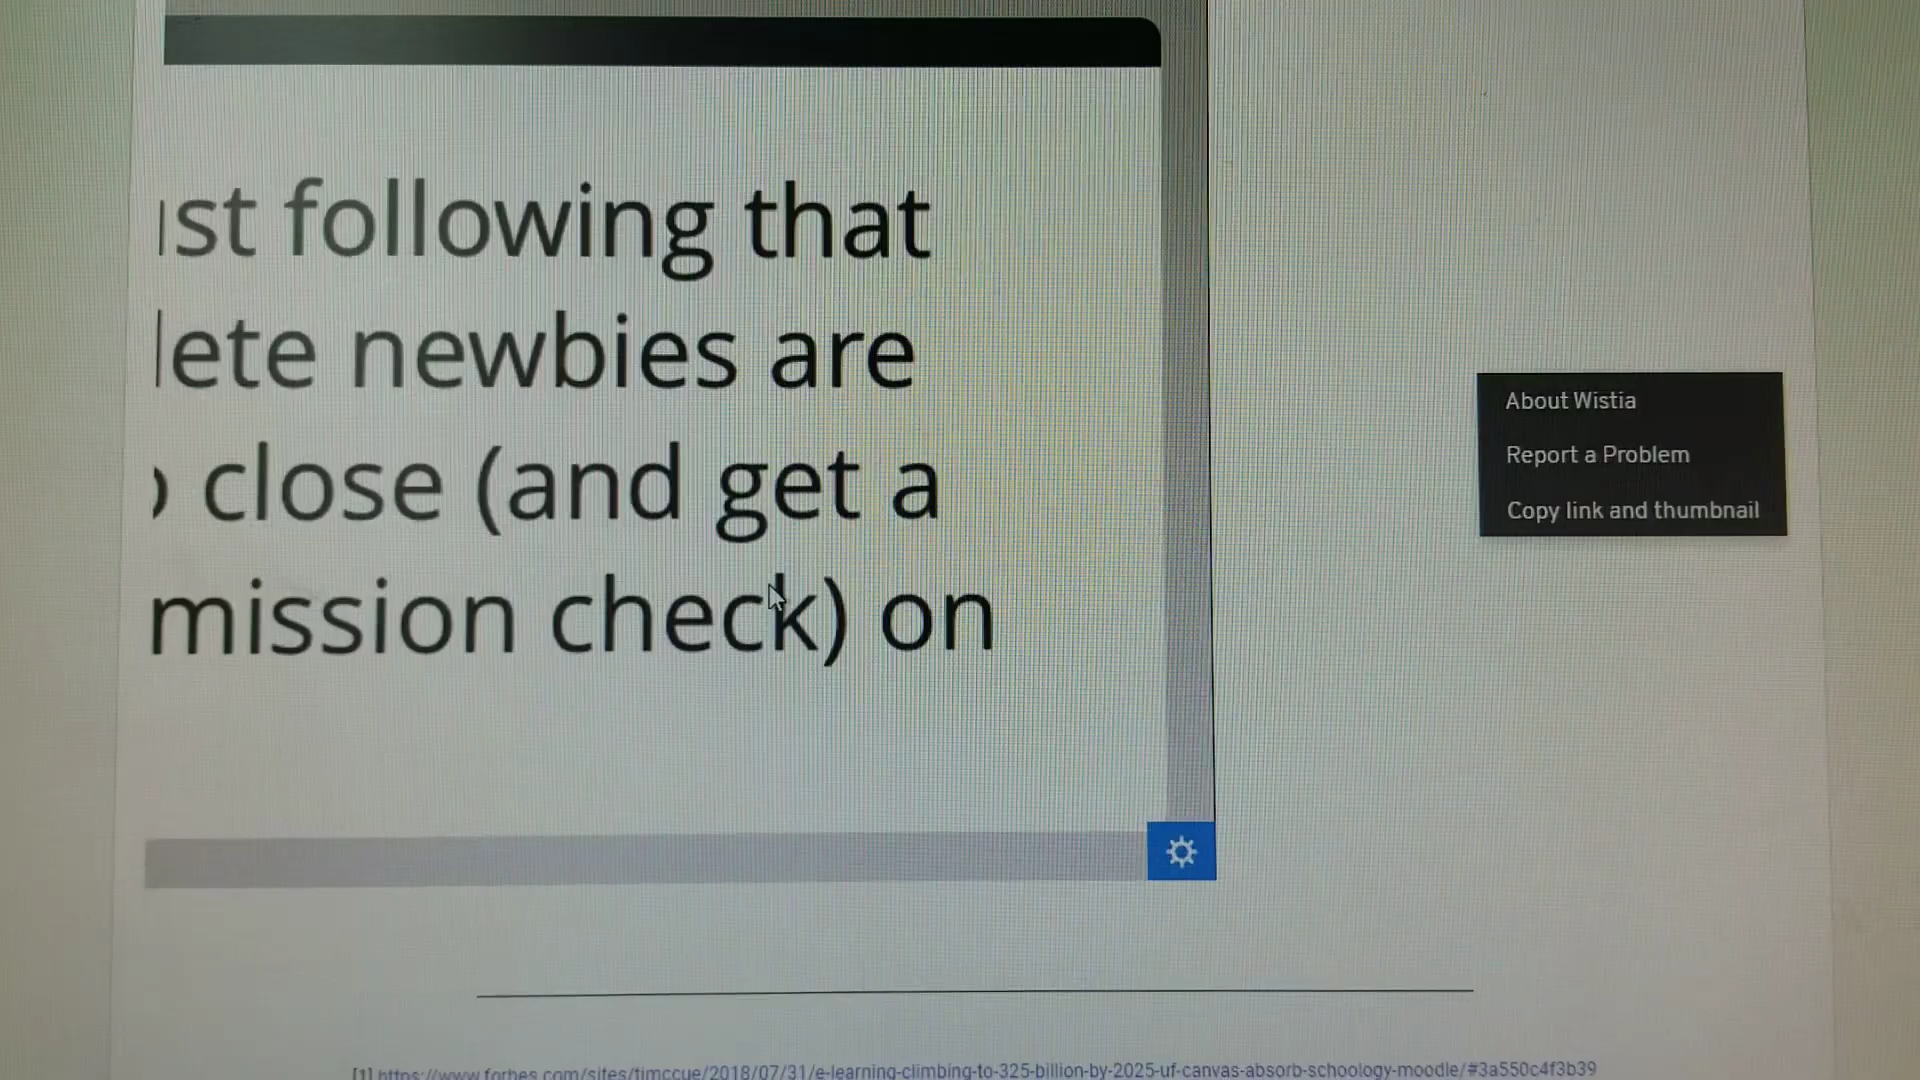 ust following that
lete newbies are
o close (and get a
mission check) on
About Wistia
Report a Problem
Copy link and thumbnail
[1] https://www.forbes.com/sites/timccue/2018/07/31/e-learning-climbing-to-325-billion-by-2025-uf-canvas-absorb-schoology-moodle/#3a550c4f3b39